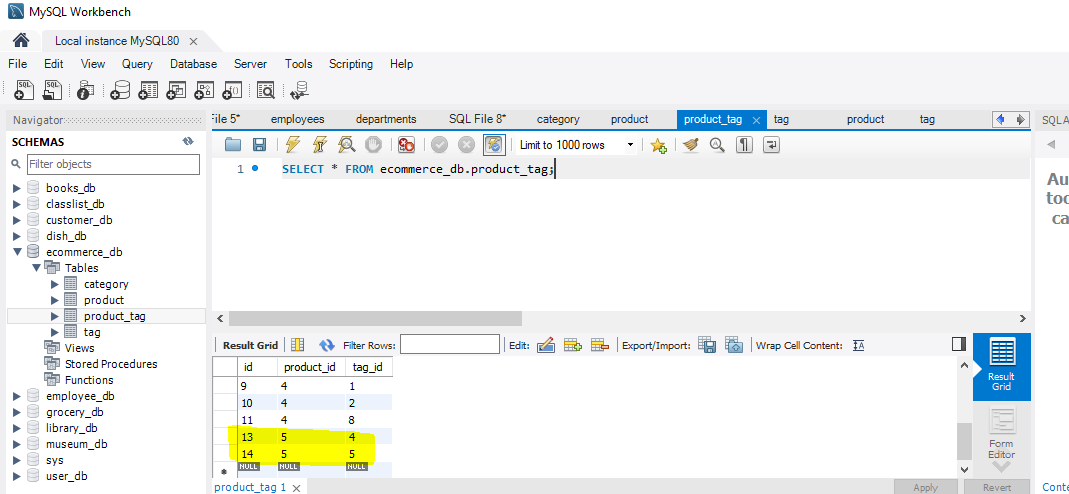 MySQL Workbench
Local instance MySQL80
File Edit View Query Database Server Tools Scripting Help
Navigator
SCHEMAS
Filter objects
books_db
classlist_db
customer_db
dish_db
ecommerce_db
Tables
category
product
product_tag
tag
Views
Stored Procedures
Functions
employee_db
grocery_db
library_db
museum_db
sys
user_db
File 5* employees departments SQL File 8* category product product_tag tag product tag
Limit to 1000 rows
1 SELECT * FROM ecommerce_db.product_tag;
Result Grid Filter Rows: Edit: Export/Import: Wrap Cell Content:
id product_id tag_id
9 4 1
10 4 2
11 4 8
13 5 4
14 5 5
NULL NULL NULL
product_tag 1
Result
Grid
Form
Editor
Apply Revert
SQLA
Au
too
ca
Conte